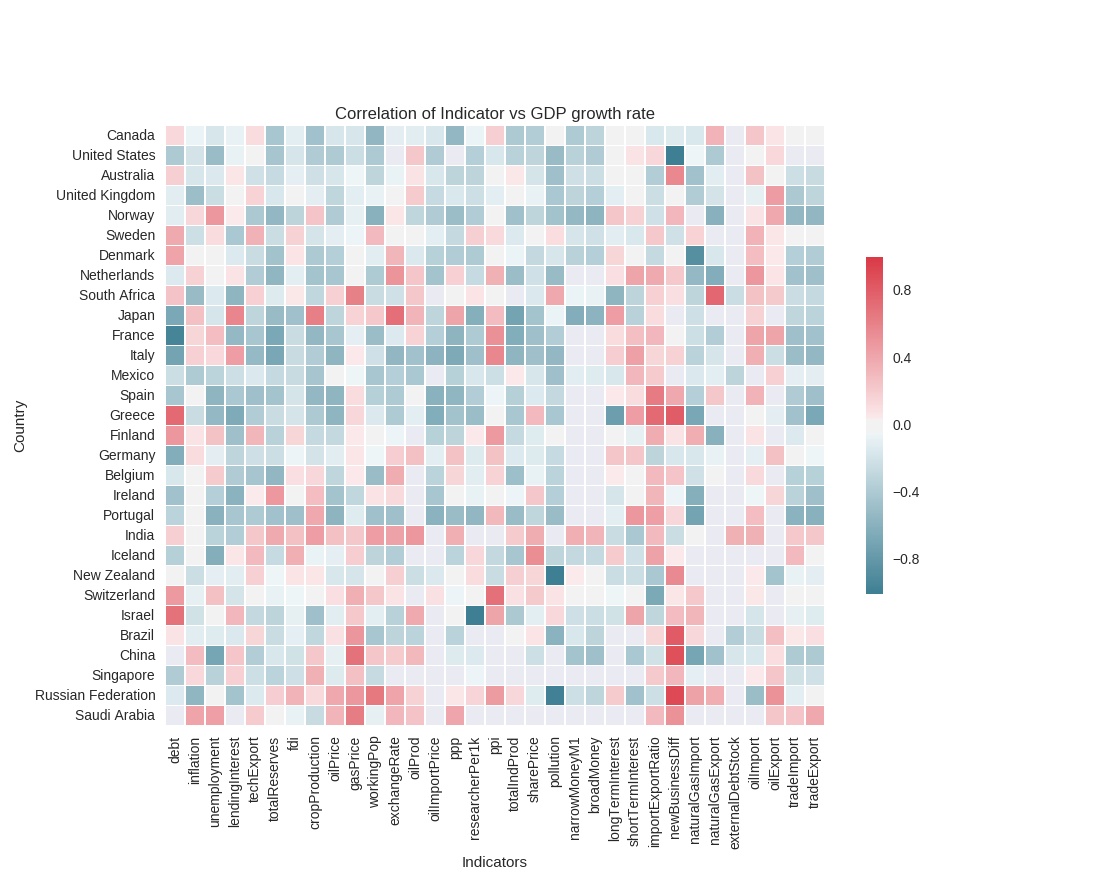 Correlation of Indicator vs GDP growth rate
Country
Canada
United States
Australia
United Kingdom
Norway
Sweden
Denmark
Netherlands
South Africa
Japan
France
Italy
Mexico
Spain
Greece
Finland
Germany
Belgium
Ireland
Portugal
India
Iceland
New Zealand
Switzerland
Israel
Brazil
China
Singapore
Russian Federation
Saudi Arabia
debt
inflation
unemployment
lendingInterest
techExport
totalReserves
fdi
cropProduction
oilPrice
gasPrice
workingPop
exchangeRate
oilProd
oilImportPrice
ppp
researcherPer1k
ppi
totalIndProd
sharePrice
pollution
narrowMoneyM1
broadMoney
longTermInterest
shortTermInterest
importExportRatio
newBusinessDiff
naturalGasImport
naturalGasExport
externalDebtStock
oilImport
oilExport
tradeImport
tradeExport
Indicators
0.8
0.4
0.0
−0.4
−0.8